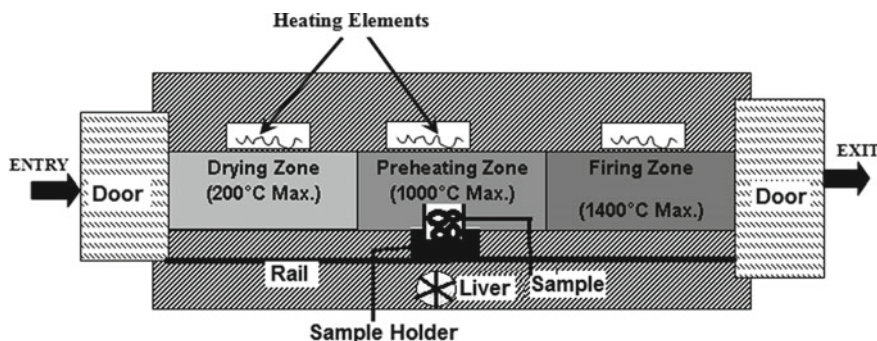 Heating Elements
ENTRY
Door
Drying Zone
(200°C Max.)
Preheating Zone
(1000°C Max.)
Firing Zone
(1400°C Max.)
Door
EXIT
Rail
Liver
Sample
Sample Holder